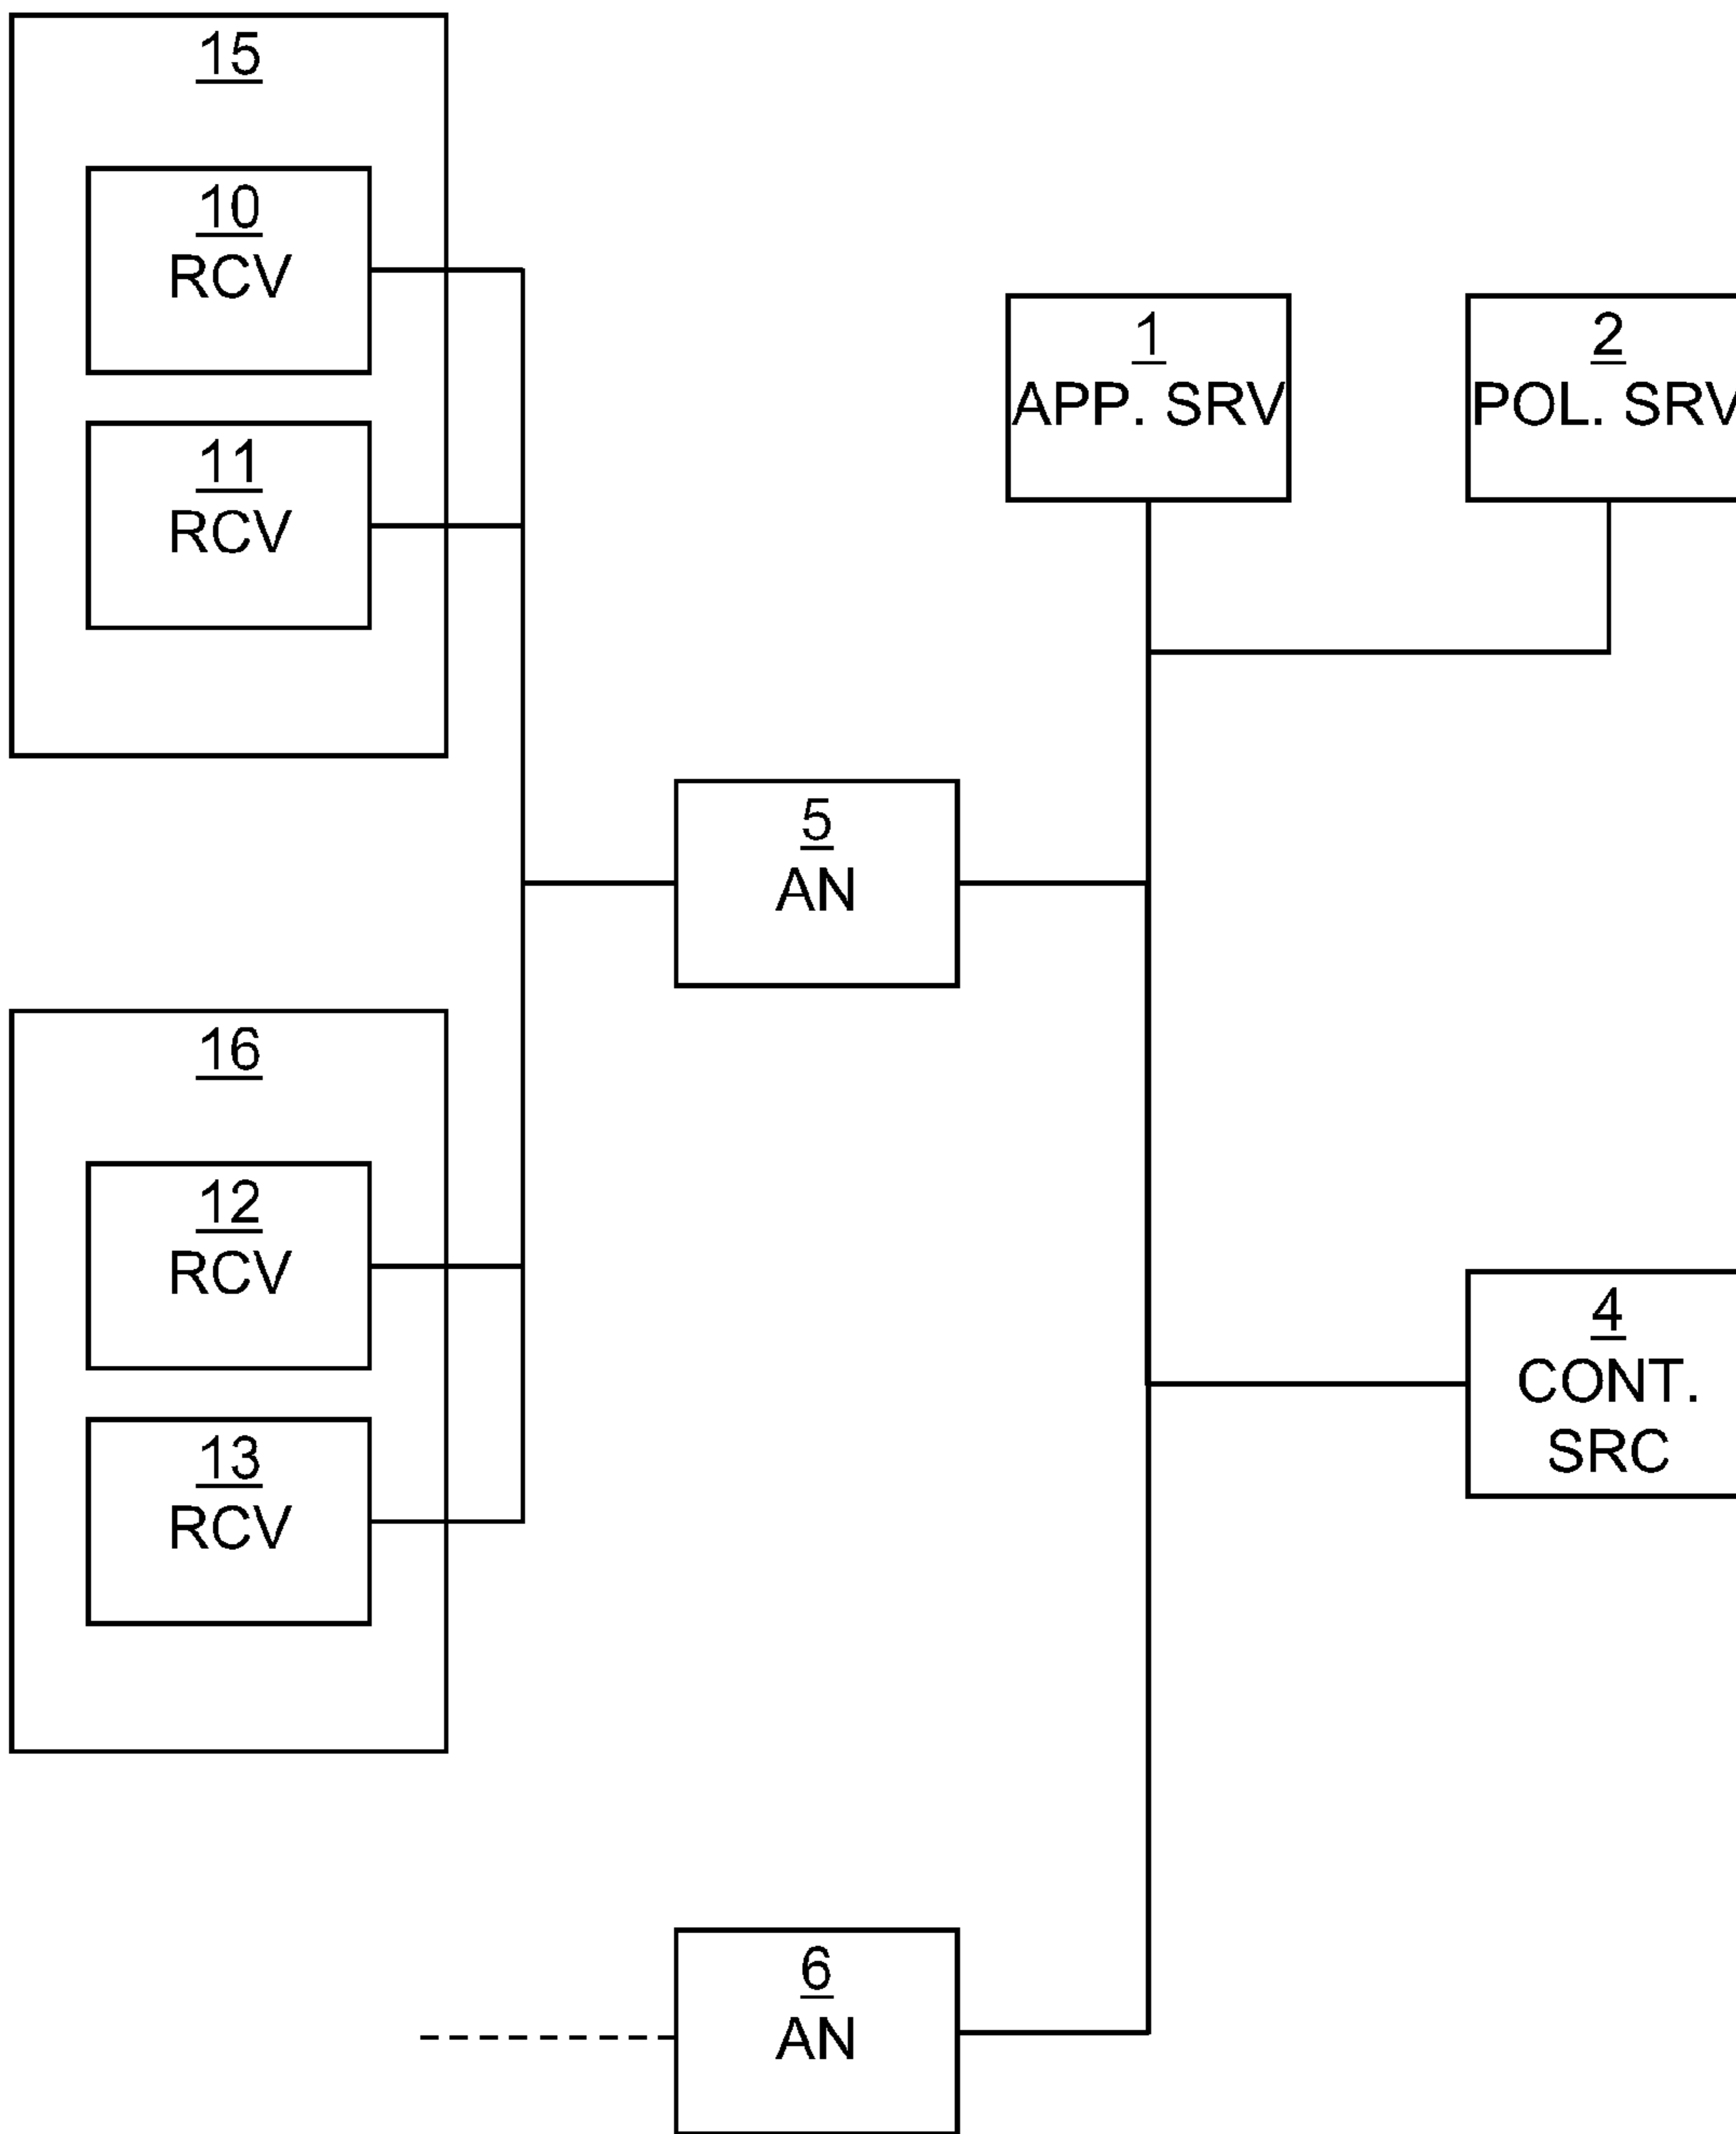 15
10
RCV
11
RCV
1
APP. SRV
2
POL. SRV
5
AN
16
12
RCV
13
RCV
4
CONT.
SRC
6
AN